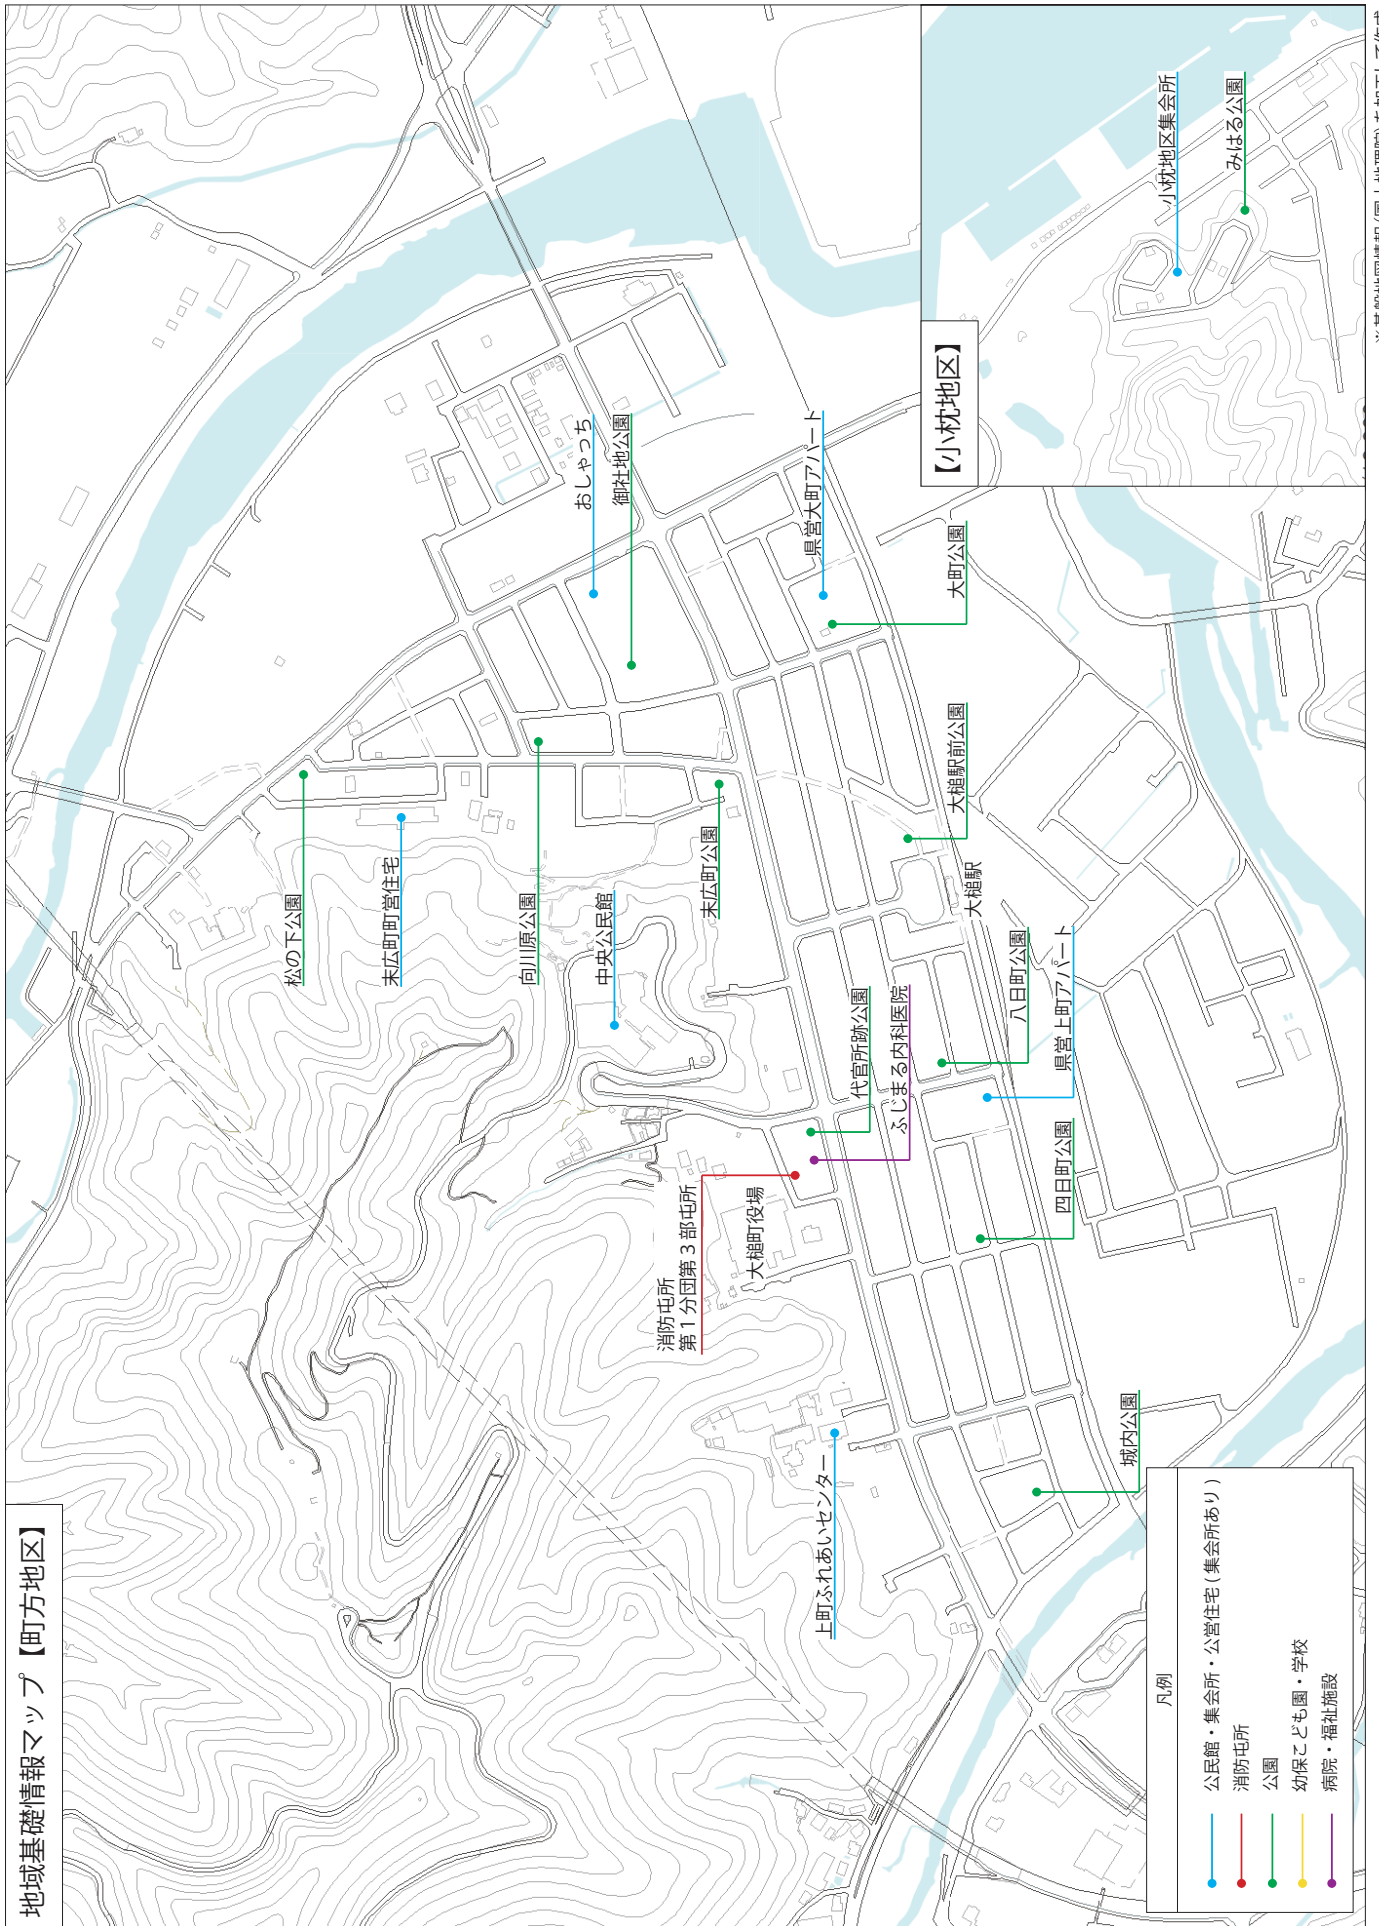 地域基礎情報マップ【町方地区】
松の下公園
末広町町営住宅
向川原公園
中央公民館
末広町公園
おしゃっち
御社地公園
県営大町アパート
大町公園
大槌駅前公園
大槌駅
八日町公園
県営上町アパート
代官所跡公園
ふじまる内科医院
四日町公園
消防屯所
第1分団第3部屯所
大槌町役場
上町ふれあいセンター
城内公園
【小枕地区】
小枕地区集会所
みはる公園
凡例
公民館・集会所・公営住宅(集会所あり)
消防屯所
公園
幼保こども園・学校
病院・福祉施設